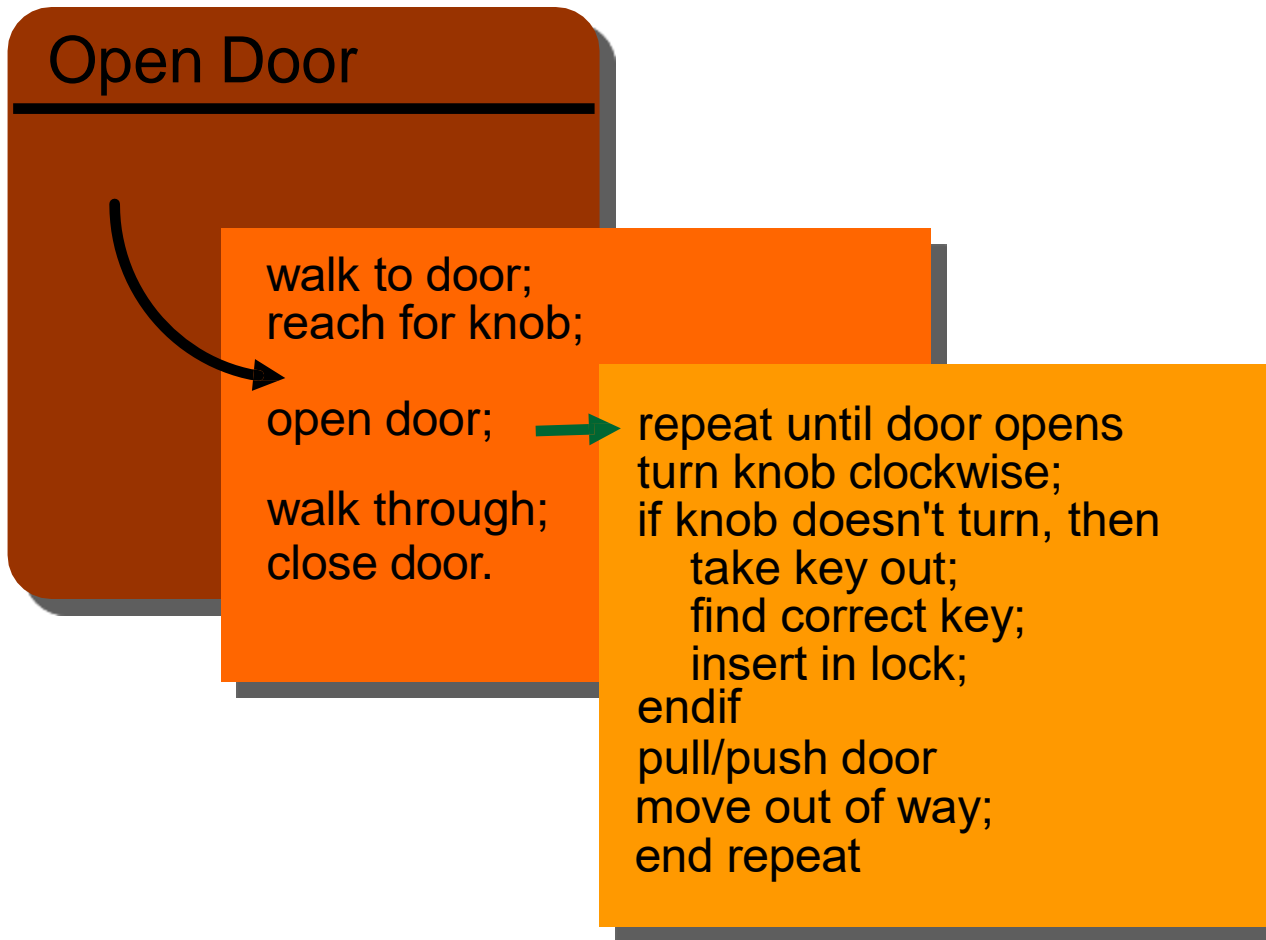 Open Door
walk to door;
reach for knob;
open door;
walk through;
close door.
repeat until door opens
turn knob clockwise;
if knob doesn't turn, then
take key out;
find correct key;
insert in lock;
endif
pull/push door
move out of way;
end repeat